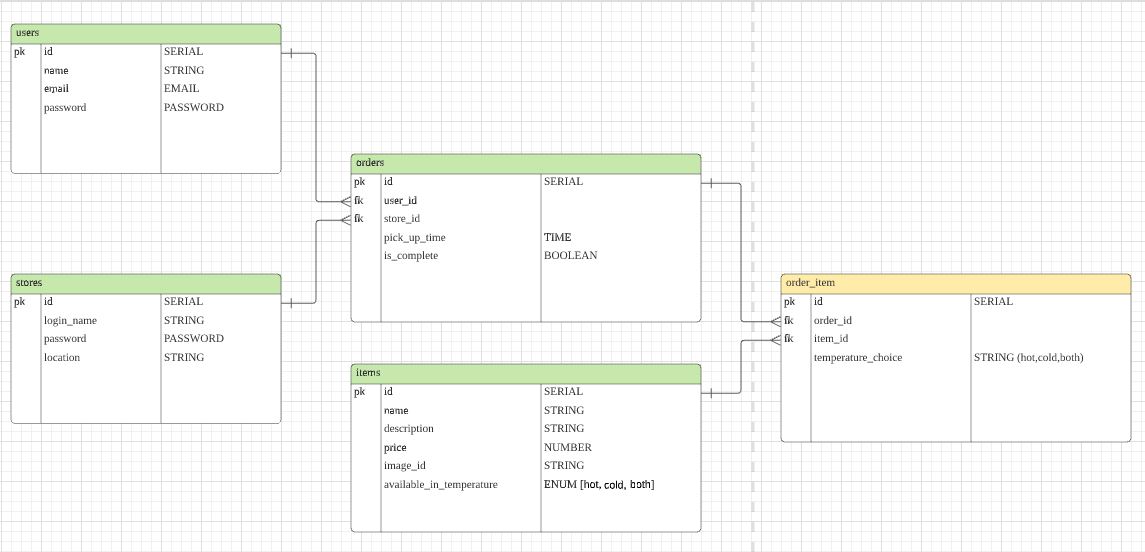 users
pk id SERIAL
name STRING
email EMAIL
password PASSWORD
stores
pk id SERIAL
login_name STRING
password PASSWORD
location STRING
orders
pk id SERIAL
fk user_id
fk store_id
pick_up_time TIME
is_complete BOOLEAN
items
pk id SERIAL
name STRING
description STRING
price NUMBER
image_id STRING
available_in_temperature ENUM [hot, cold, both]
order_item
pk id SERIAL
fk order_id
fk item_id
temperature_choice STRING (hot,cold,both)